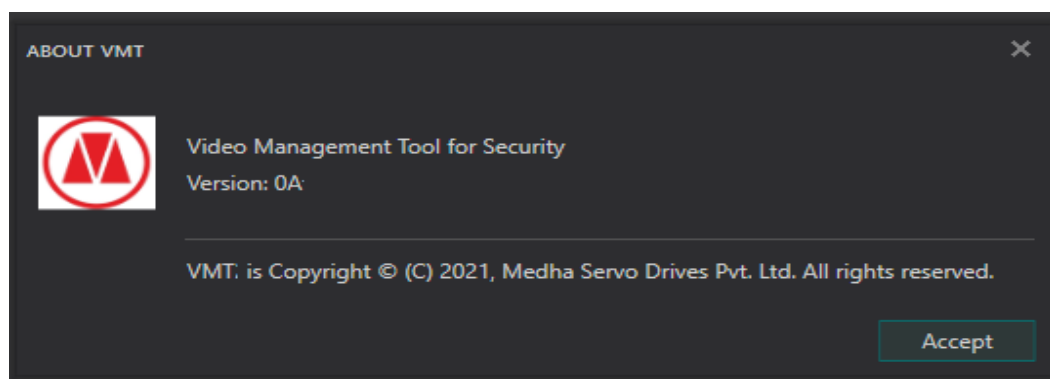 ABOUT VMT
Video Management Tool for Security
Version: 0A
VMT: is Copyright © (C) 2021, Medha Servo Drives Pvt. Ltd. All rights reserved.
Accept